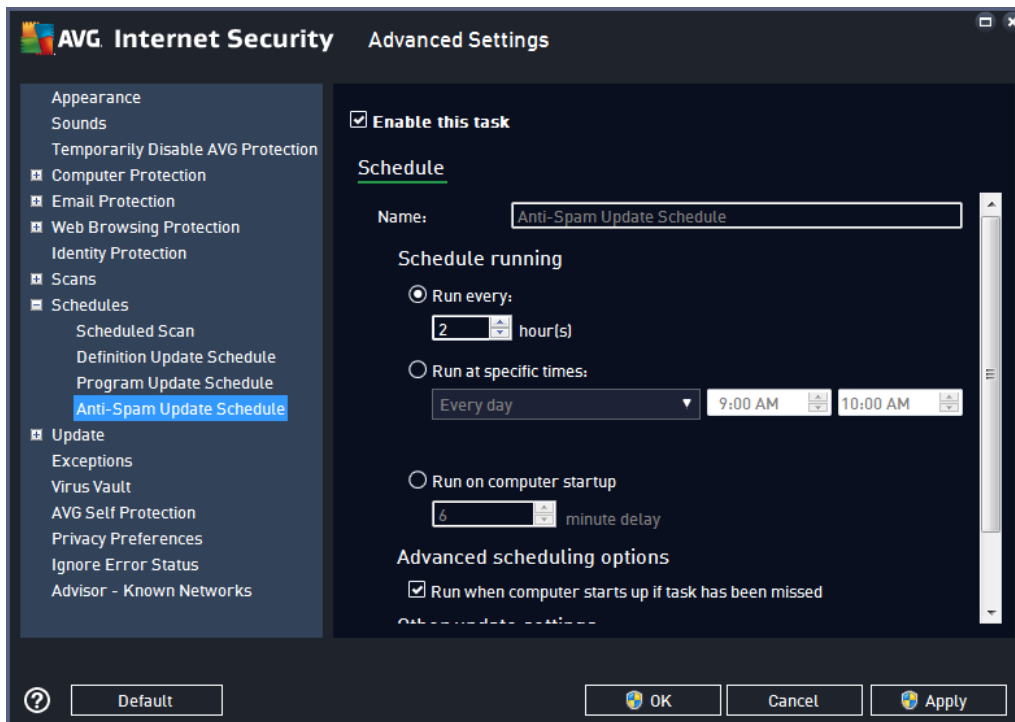 AVG. Internet Security Advanced Settings
Appearance
Sounds
Temporarily Disable AVG Protection
Computer Protection
Email Protection
Web Browsing Protection
Identity Protection
Scans
Schedules
Scheduled Scan
Definition Update Schedule
Program Update Schedule
Anti-Spam Update Schedule
Update
Exceptions
Virus Vault
AVG Self Protection
Privacy Preferences
Ignore Error Status
Advisor - Known Networks
Enable this task
Schedule
Name: Anti-Spam Update Schedule
Schedule running
Run every:
2 hour(s)
Run at specific times:
Every day 9:00 AM 10:00 AM
Run on computer startup
6 minute delay
Advanced scheduling options
Run when computer starts up if task has been missed
Other update settings
? Default OK Cancel Apply